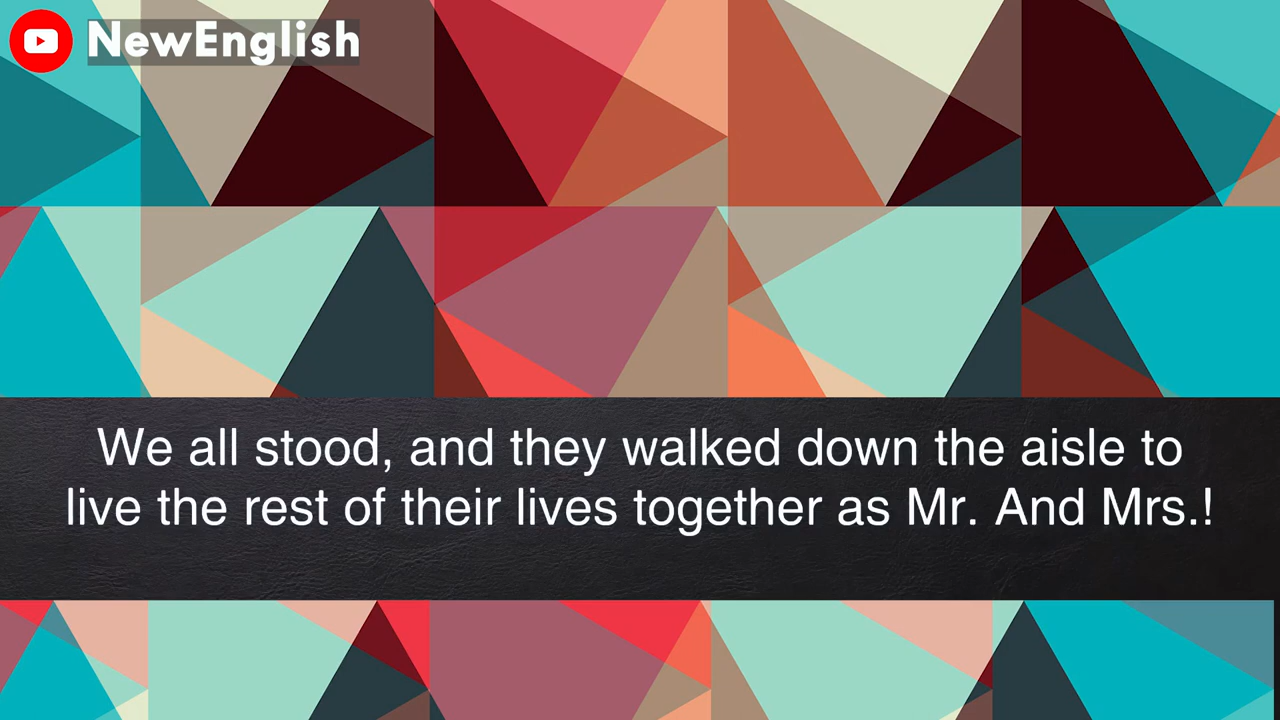 NewEnglish
We all stood, and they walked down the aisle to
live the rest of their lives together as Mr. And Mrs.!